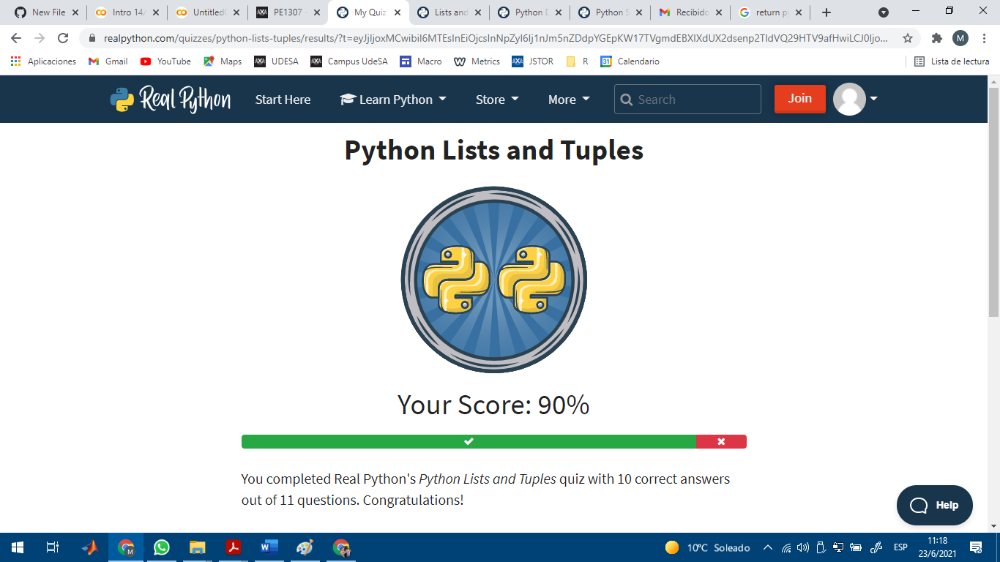 New File
Intro 14/
Untitled
PE1307 -
My Quiz
Lists and
Python D
Python S
Recibido
return p
realpython.com/quizzes/python-lists-tuples/results/?t=
Aplicaciones
Gmail
YouTube
Maps
UDESA
Campus UdeSA
Macro
Metrics
JSTOR
R
31
Calendario
Lista de lectura
Real Python
Start Here
Learn Python
Store
More
Search
Join
Python Lists and Tuples
Your Score: 90%
You completed Real Python's Python Lists and Tuples quiz with 10 correct answers
out of 11 questions. Congratulations!
Help
10°C Soleado
ESP
11:18
23/6/2021